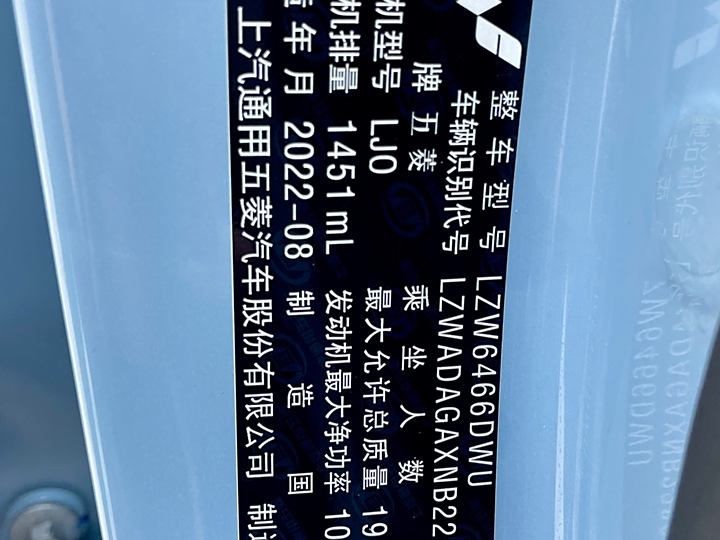 整车型号 LZW6466DWU
车辆识别代号 LZWADAGAXNB22
牌 五菱 乘坐人数
机型号 LJO 最大允许总质量 19
机排量 1451 mL 发动机最大净功率 10
年月 2022-08 制造国
上汽通用五菱汽车股份有限公司 制造